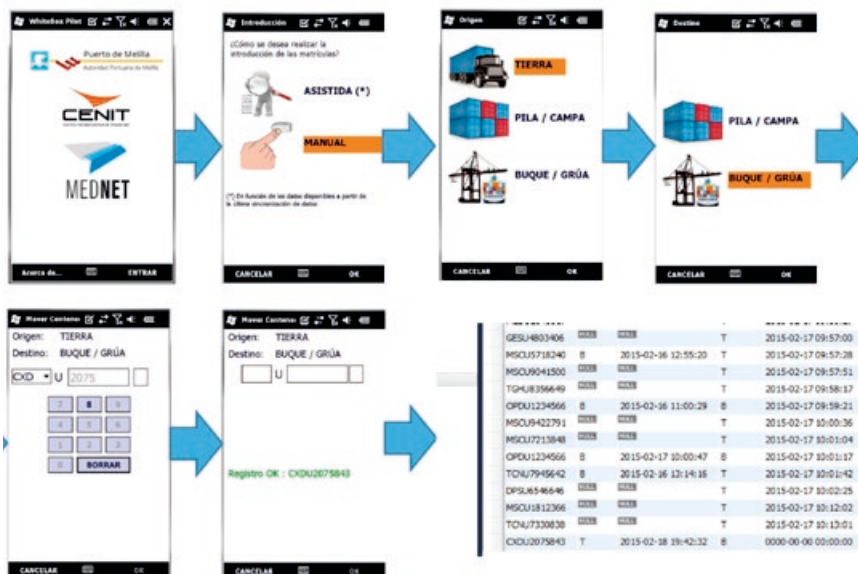 WhiteBox Pilot
Puerto de Melilla
Autoridad Portuaria de Melilla
CENIT
MEDNET
Acerca de...
ENTRAR
Introducción
¿Cómo se desea realizar la
introducción de las matrículas?
ASISTIDA (*)
MANUAL
(*) En función de los datos disponibles a partir de
la última sincronización de datos
CANCELAR
OK
Origen
TIERRA
PILA / CAMPA
BUQUE / GRÚA
CANCELAR
OK
Destino
PILA / CAMPA
BUQUE / GRÚA
CANCELAR
OK
Mover Contene
Origen: TIERRA
Destino: BUQUE / GRÚA
CXD U 2075
7 8 9
4 5 6
1 2 3
0 BORRAR
CANCELAR
OK
Mover Contene
Origen: TIERRA
Destino: BUQUE / GRÚA
U
Registro OK : CXDU2075843
CANCELAR
OK
GESU4803406 NULL NULL T 2015-02-17 09:57:00
MSCU5718240 B 2015-02-16 12:55:20 T 2015-02-17 09:57:28
MSCU9041500 NULL NULL T 2015-02-17 09:57:51
TGHU8356649 NULL NULL T 2015-02-17 09:58:17
OPDU1234566 B 2015-02-16 11:00:29 B 2015-02-17 09:59:21
MSCU9422791 NULL NULL T 2015-02-17 10:00:36
MSCU7213848 NULL NULL T 2015-02-17 10:01:04
OPDU1234566 B 2015-02-17 10:00:47 B 2015-02-17 10:01:17
TCNU7945642 B 2015-02-16 13:14:16 T 2015-02-17 10:01:42
DPSU6546646 NULL NULL T 2015-02-17 10:02:25
MSCU1812366 NULL NULL T 2015-02-17 10:12:02
TCNU7330838 NULL NULL T 2015-02-17 10:13:01
CXDU2075843 T 2015-02-18 19:42:32 B 0000-00-00 00:00:00